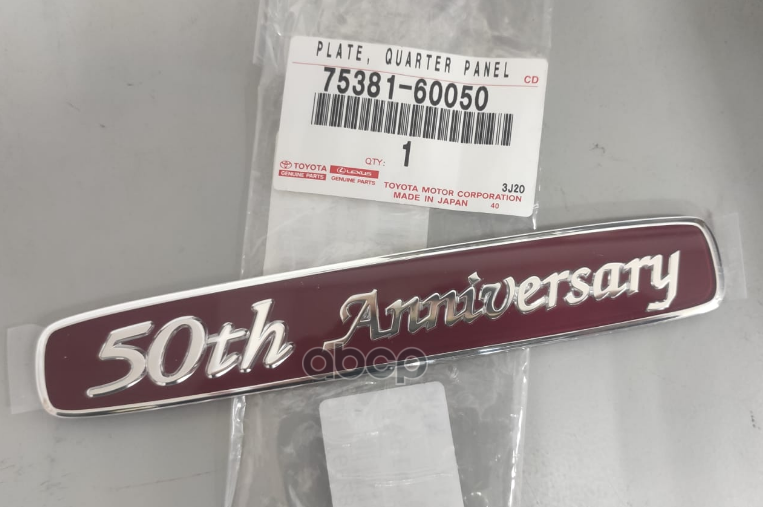 PLATE, QUARTER PANEL
CD
75381-60050
QTY: 1
TOYOTA LEXUS
GENUINE PARTS GENUINE PARTS
3J20
TOYOTA MOTOR CORPORATION
MADE IN JAPAN 40
50th Anniversary
abcp